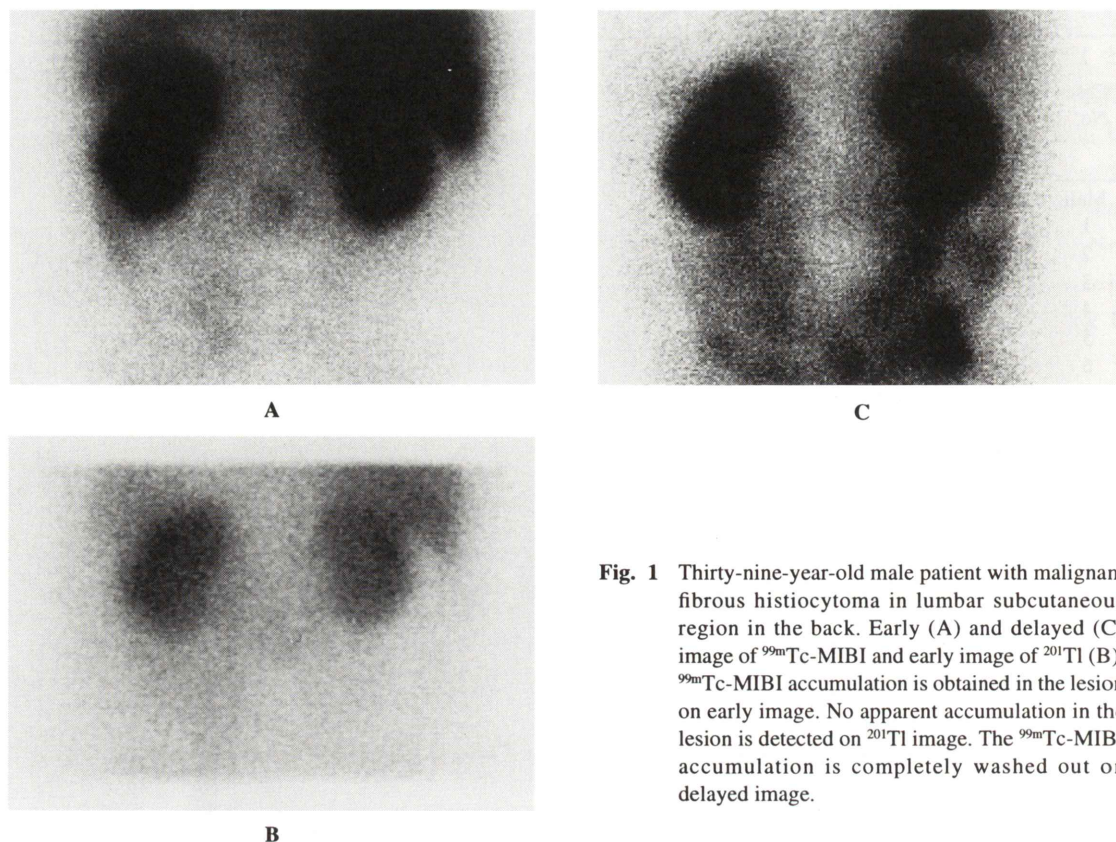 A
C
B
Fig. 1 Thirty-nine-year-old male patient with malignan
fibrous histiocytoma in lumbar subcutaneou
region in the back. Early (A) and delayed (C
image of ⁹⁹ᵐTc-MIBI and early image of ²⁰¹Tl (B)
⁹⁹ᵐTc-MIBI accumulation is obtained in the lesion
on early image. No apparent accumulation in the
lesion is detected on ²⁰¹Tl image. The ⁹⁹ᵐTc-MIB
accumulation is completely washed out on
delayed image.